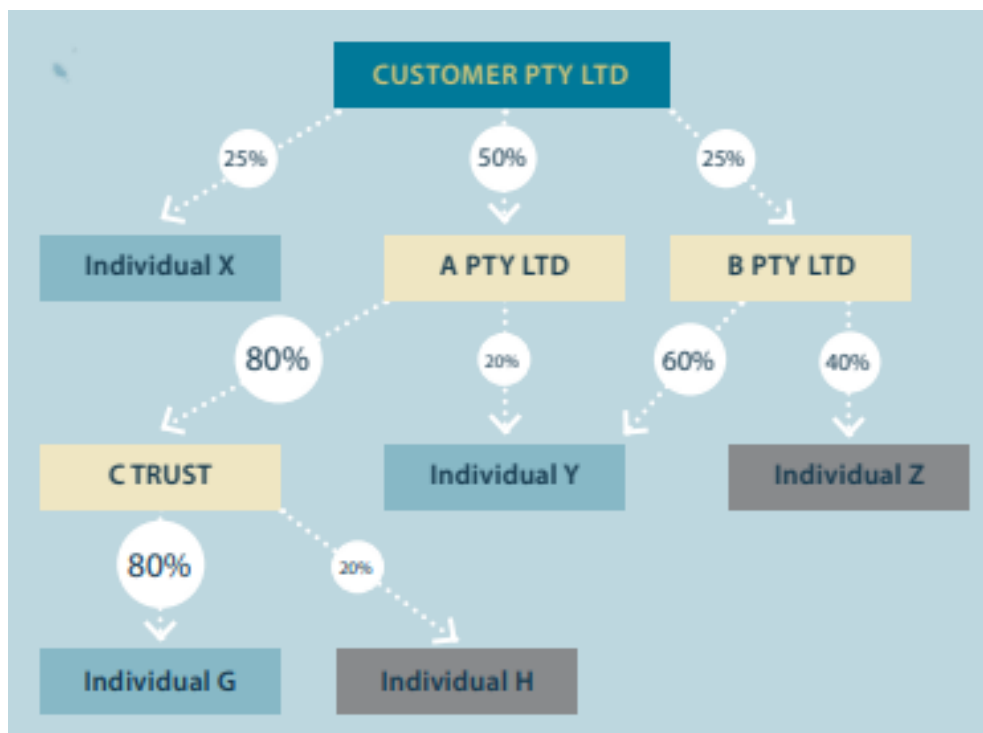 CUSTOMER PTY LTD
25%
50%
25%
Individual X
A PTY LTD
B PTY LTD
80%
20%
60%
40%
C TRUST
Individual Y
Individual Z
80%
20%
Individual G
Individual H